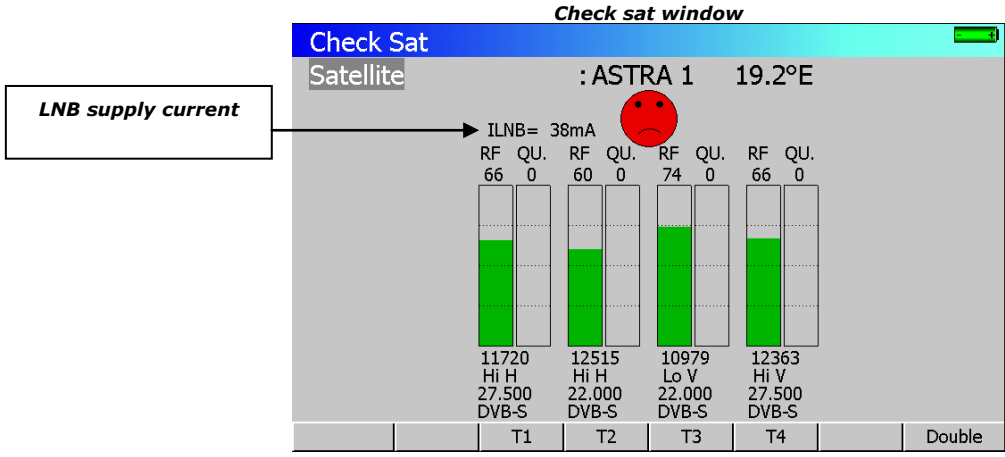 Check sat window
Check Sat
Satellite : ASTRA 1 19.2°E
LNB supply current
ILNB= 38mA
RF QU. RF QU. RF QU. RF QU.
66 0 60 0 74 0 66 0
11720 12515 10979 12363
Hi H Hi H Lo V Hi V
27.500 22.000 22.000 27.500
DVB-S DVB-S DVB-S DVB-S
T1 T2 T3 T4 Double